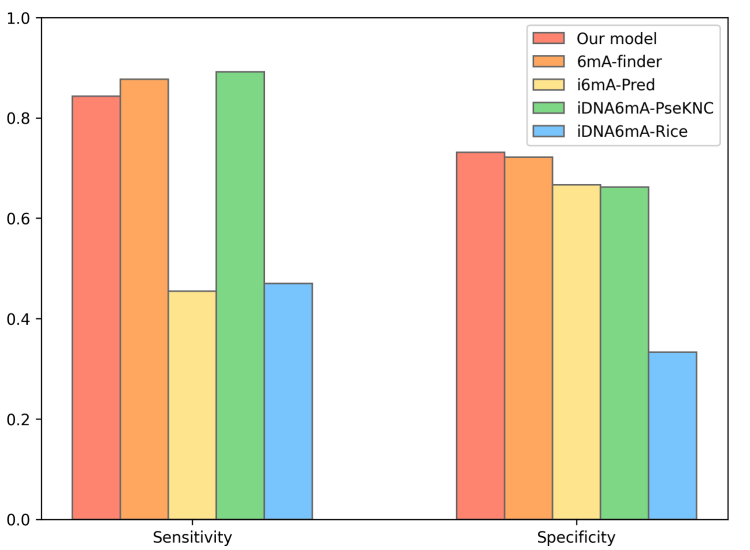 1.0
0.8
0.6
0.4
0.2
0.0
Sensitivity
Specificity
Our model
6mA-finder
i6mA-Pred
iDNA6mA-PseKNC
iDNA6mA-Rice